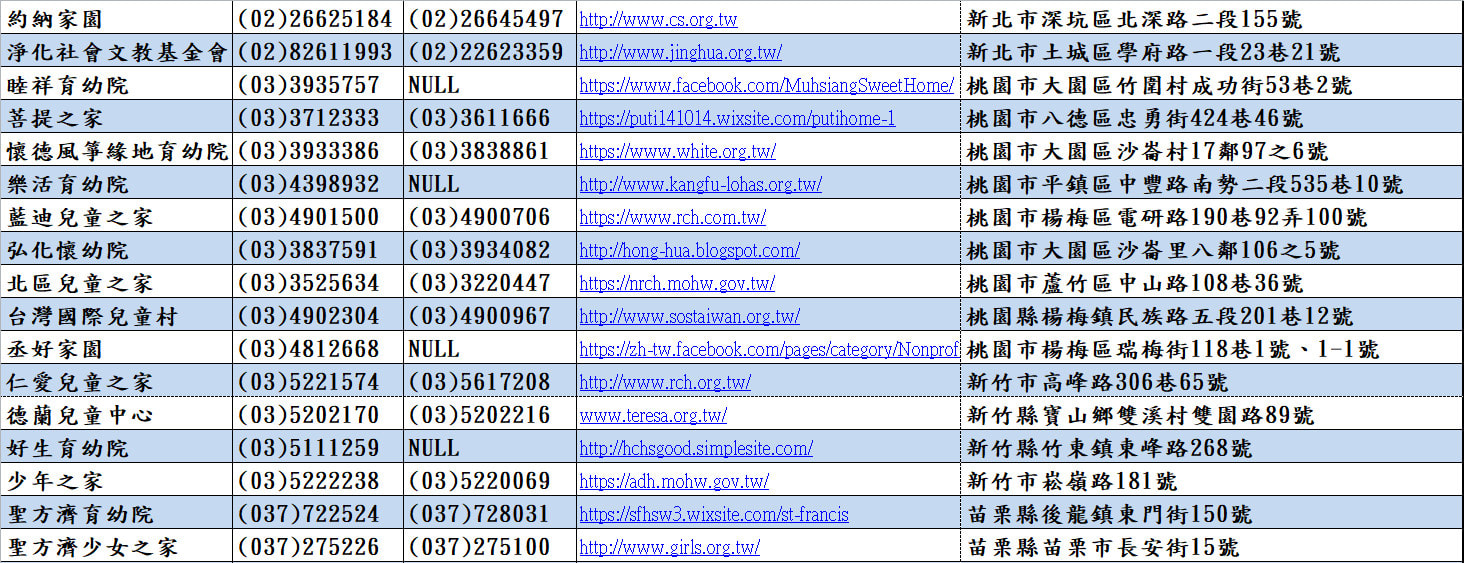 約納家園 (02)26625184 (02)26645497 http://www.cs.org.tw 新北市深坑區北深路二段155號
淨化社會文教基金會 (02)82611993 (02)22623359 http://www.jinghua.org.tw/ 新北市土城區學府路一段23巷21號
睦祥育幼院 (03)3935757 NULL https://www.facebook.com/MuhsiangSweetHome/ 桃園市大園區竹圍村成功街53巷2號
菩提之家 (03)3712333 (03)3611666 https://puti141014.wixsite.com/putihome-1 桃園市八德區忠勇街424巷46號
懷德風箏緣地育幼院 (03)3933386 (03)3838861 https://www.white.org.tw/ 桃園市大園區沙崙村17鄰97之6號
樂活育幼院 (03)4398932 NULL http://www.kangfu-lohas.org.tw/ 桃園市平鎮區中豐路南勢二段535巷10號
藍迪兒童之家 (03)4901500 (03)4900706 https://www.rch.com.tw/ 桃園市楊梅區電研路190巷92弄100號
弘化懷幼院 (03)3837591 (03)3934082 http://hong-hua.blogspot.com/ 桃園市大園區沙崙里八鄰106之5號
北區兒童之家 (03)3525634 (03)3220447 https://nrch.mohw.gov.tw/ 桃園市蘆竹區中山路108巷36號
台灣國際兒童村 (03)4902304 (03)4900967 http://www.sostaiwan.org.tw/ 桃園縣楊梅鎮民族路五段201巷12號
丞好家園 (03)4812668 NULL https://zh-tw.facebook.com/pages/category/Nonprof 桃園市楊梅區瑞梅街118巷1號、1-1號
仁愛兒童之家 (03)5221574 (03)5617208 http://www.rch.org.tw/ 新竹市高峰路306巷65號
德蘭兒童中心 (03)5202170 (03)5202216 www.teresa.org.tw/ 新竹縣寶山鄉雙溪村雙園路89號
好生育幼院 (03)5111259 NULL http://hchsgood.simplesite.com/ 新竹縣竹東鎮東峰路268號
少年之家 (03)5222238 (03)5220069 https://adh.mohw.gov.tw/ 新竹市崧嶺路181號
聖方濟育幼院 (037)722524 (037)728031 https://sfhsw3.wixsite.com/st-francis 苗栗縣後龍鎮東門街150號
聖方濟少女之家 (037)275226 (037)275100 http://www.girls.org.tw/ 苗栗縣苗栗市長安街15號